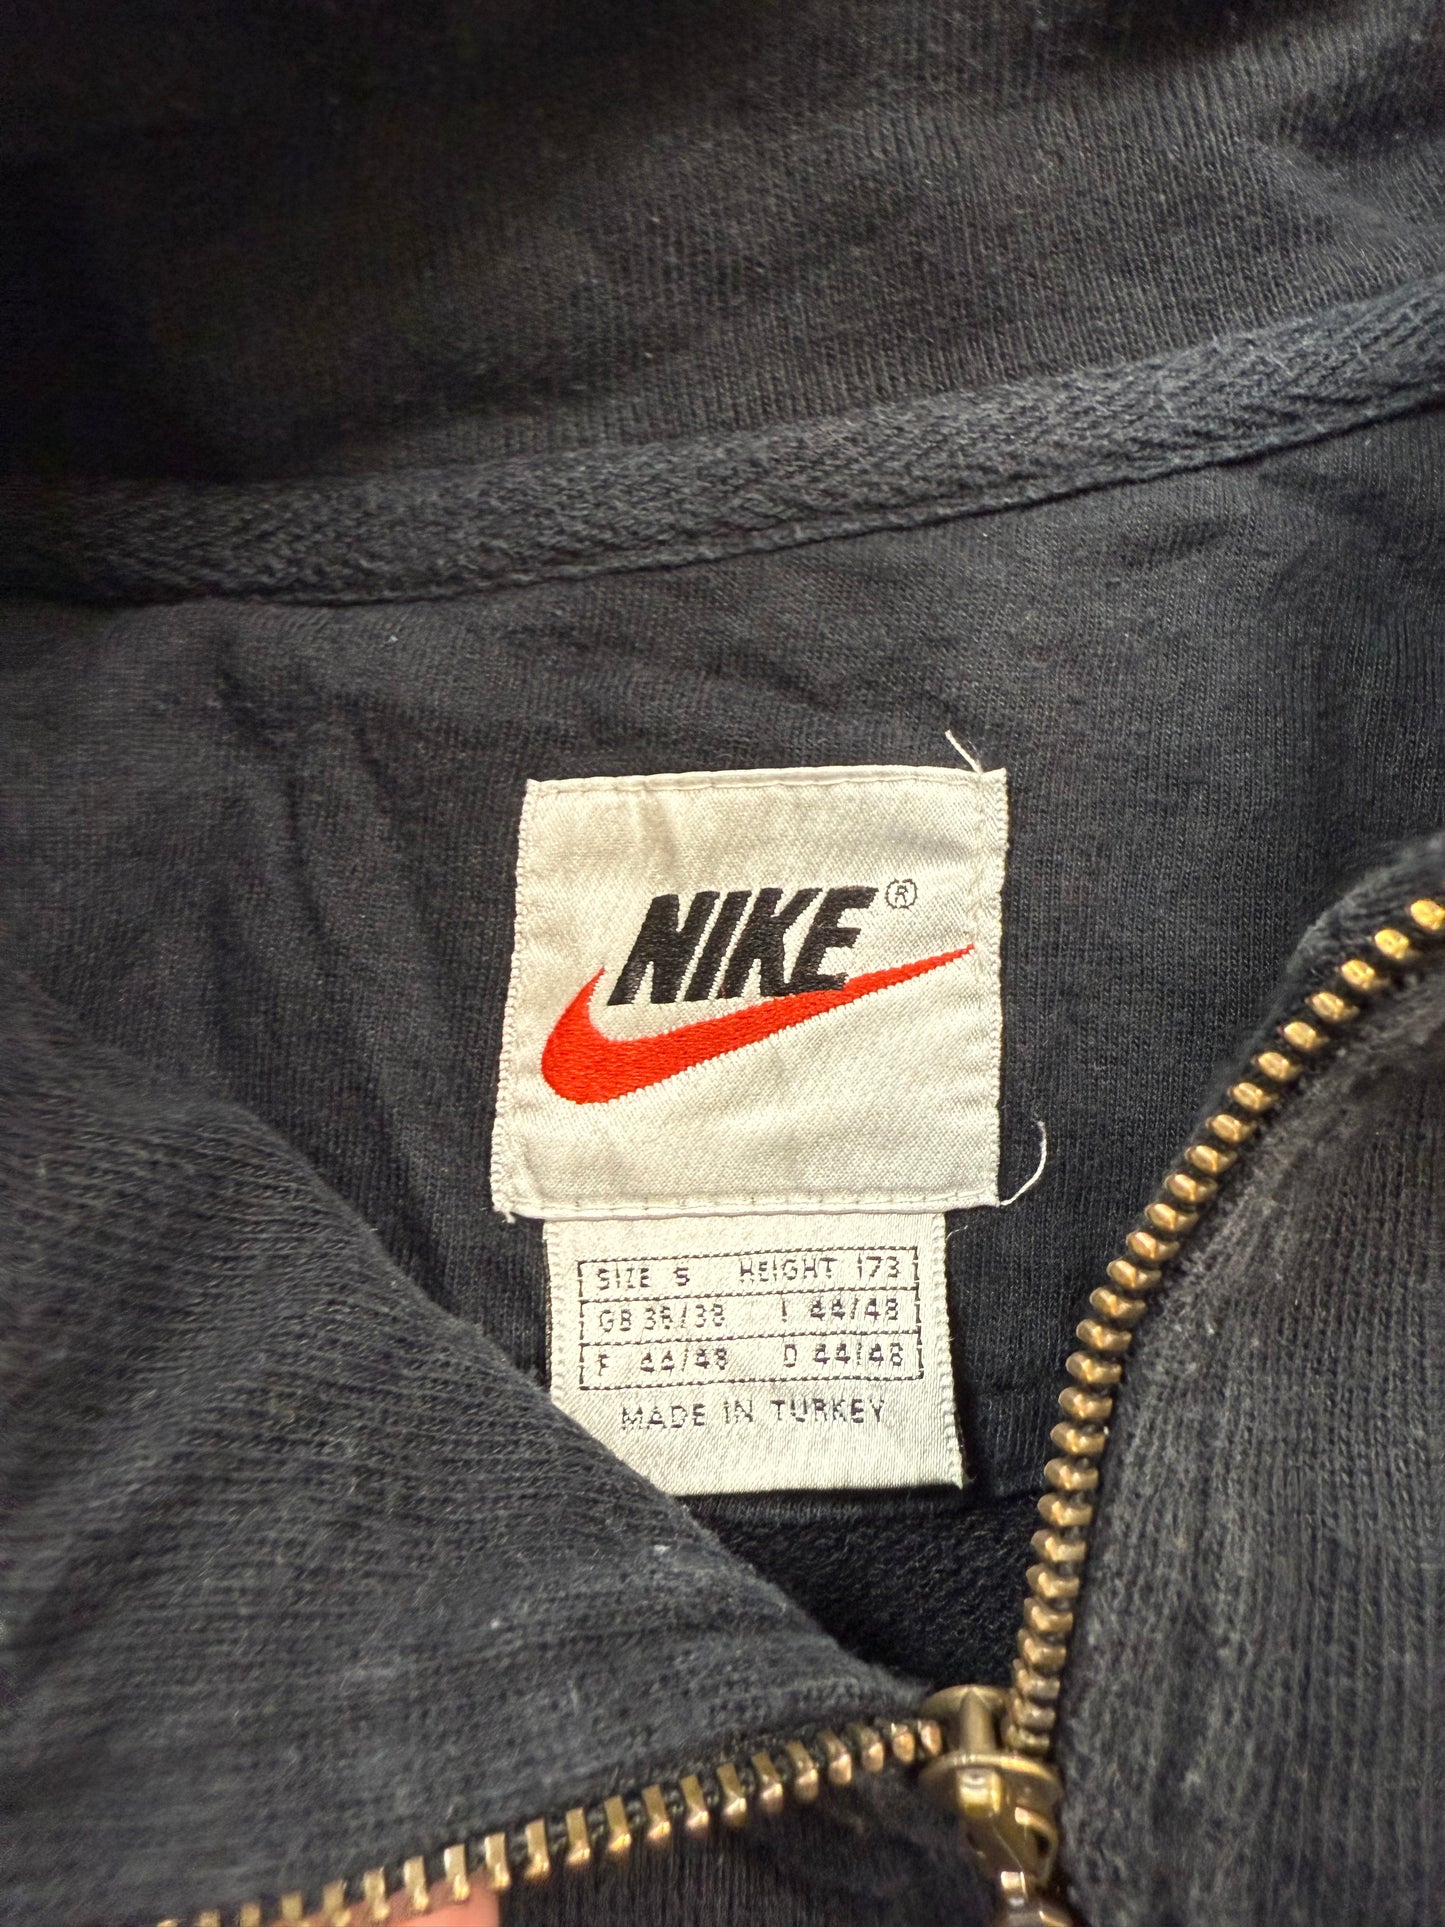 NIKE®
SIZE S HEIGHT 173
GB 36/38 I 44/48
F 44/48 D 44/48
MADE IN TURKEY